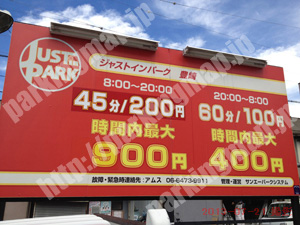 JUST in PARK
ジャストインパーク 豊崎
8:00〜20:00
45分/200円
時間内最大
900円
20:00〜8:00
60分/100円
時間内最大
400円
故障・緊急時連絡先:アムス 06-6473-9911
管理・運営 サンエーパークシステム